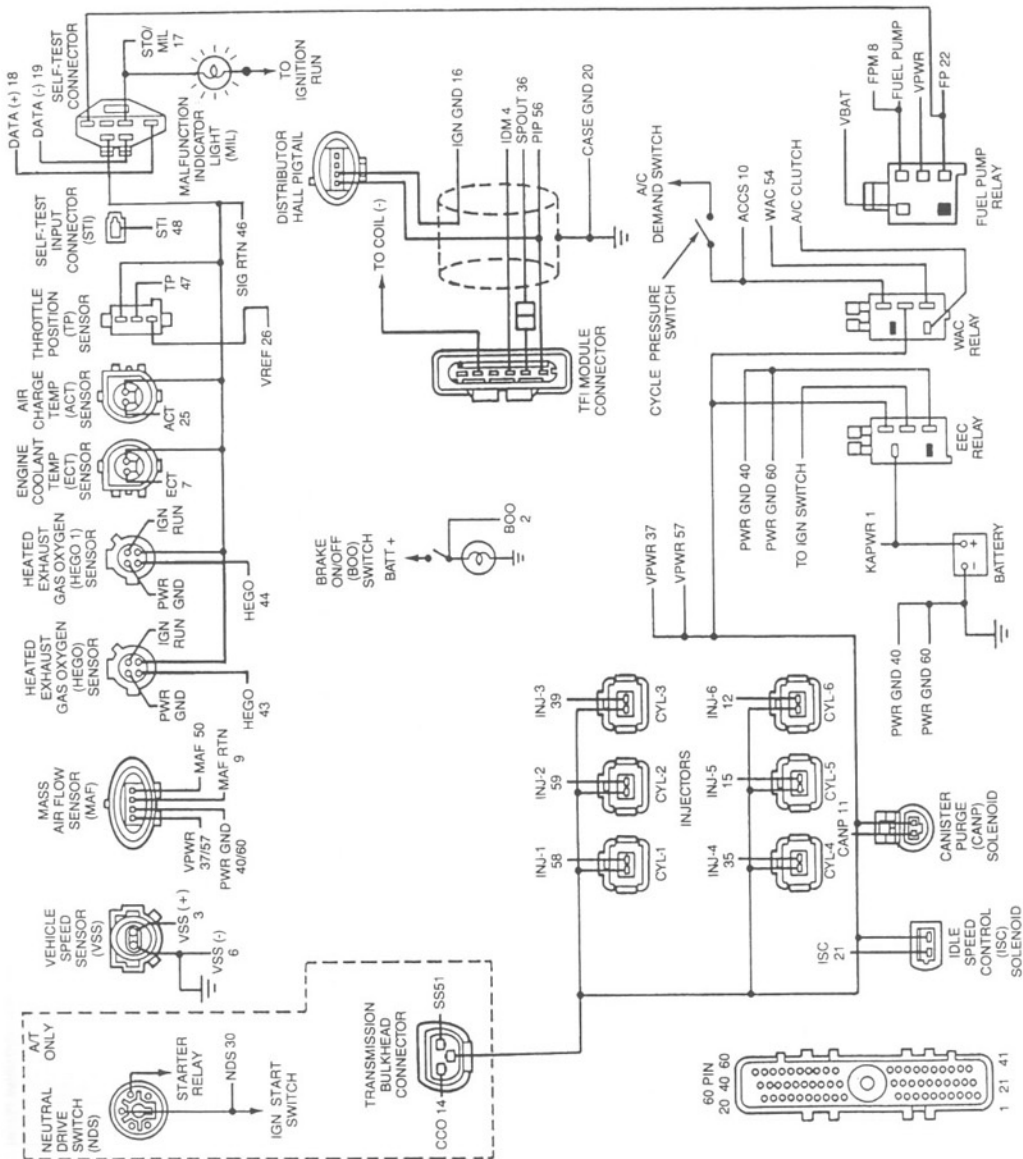 NEUTRAL
DRIVE
SWITCH
(NDS)
A/T
ONLY
STARTER
RELAY
NDS 30
IGN START
SWITCH
TRANSMISSION
BULKHEAD
CONNECTOR
CCO 14
SS51
VEHICLE
SPEED
SENSOR
(VSS)
VSS (+)
3
VSS (-)
6
MASS
AIR FLOW
SENSOR
(MAF)
MAF 50
MAF RTN
9
VPWR
37/57
PWR GND
40/60
HEATED
EXHAUST
GAS OXYGEN
(HEGO)
SENSOR
IGN
RUN
PWR
GND
HEGO
43
HEATED
EXHAUST
GAS OXYGEN
(HEGO 1)
SENSOR
IGN
RUN
PWR
GND
HEGO
44
ENGINE
COOLANT
TEMP
(ECT)
SENSOR
ECT
7
AIR
CHARGE
TEMP
(ACT)
SENSOR
ACT
25
THROTTLE
POSITION
(TP)
SENSOR
TP
47
VREF 26
SIG RTN 46
SELF-TEST
INPUT
CONNECTOR
(STI)
STI
48
DATA (+) 18
DATA (-) 19
SELF-TEST
CONNECTOR
STO/
MIL
17
MALFUNCTION
INDICATOR
LIGHT
(MIL)
TO
IGNITION
RUN
BRAKE
ON/OFF
(BOO)
SWITCH
BATT +
BOO
2
DISTRIBUTOR
HALL PIGTAIL
TO COIL (-)
IGN GND 16
IDM 4
SPOUT 36
PIP 56
CASE GND 20
TFI MODULE
CONNECTOR
INJ-1
58
CYL-1
INJ-2
59
CYL-2
INJ-3
39
CYL-3
INJECTORS
INJ-4
35
CYL-4
INJ-5
15
CYL-5
INJ-6
12
CYL-6
VPWR 37
VPWR 57
A/C
DEMAND SWITCH
CYCLE PRESSURE
SWITCH
ACCS 10
WAC 54
A/C CLUTCH
WAC
RELAY
PWR GND 40
PWR GND 60
TO IGN SWITCH
KAPWR 1
EEC
RELAY
VBAT
FPM 8
FUEL PUMP
VPWR
FP 22
FUEL PUMP
RELAY
PWR GND 40
PWR GND 60
+
-
BATTERY
CANP 11
CANISTER
PURGE
(CANP)
SOLENOID
ISC
21
IDLE
SPEED
CONTROL
(ISC)
SOLENOID
60 PIN
20 40 60
1 21 41